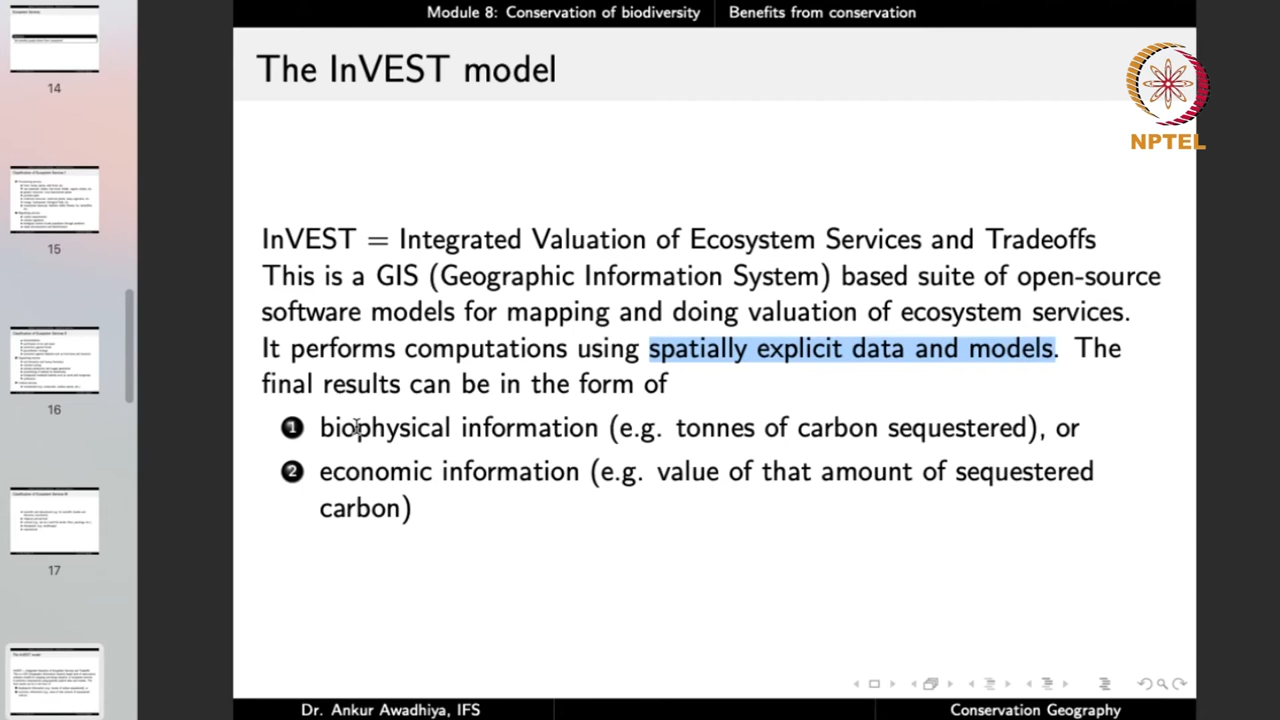 Module 8: Conservation of biodiversity
Benefits from conservation
The InVEST model
NPTEL
InVEST = Integrated Valuation of Ecosystem Services and Tradeoffs
This is a GIS (Geographic Information System) based suite of open-source
software models for mapping and doing valuation of ecosystem services.
It performs computations using spatially explicit data and models. The
final results can be in the form of
1 biophysical information (e.g. tonnes of carbon sequestered), or
2 economic information (e.g. value of that amount of sequestered
carbon)
Dr. Ankur Awadhiya, IFS
Conservation Geography
14
15
16
17